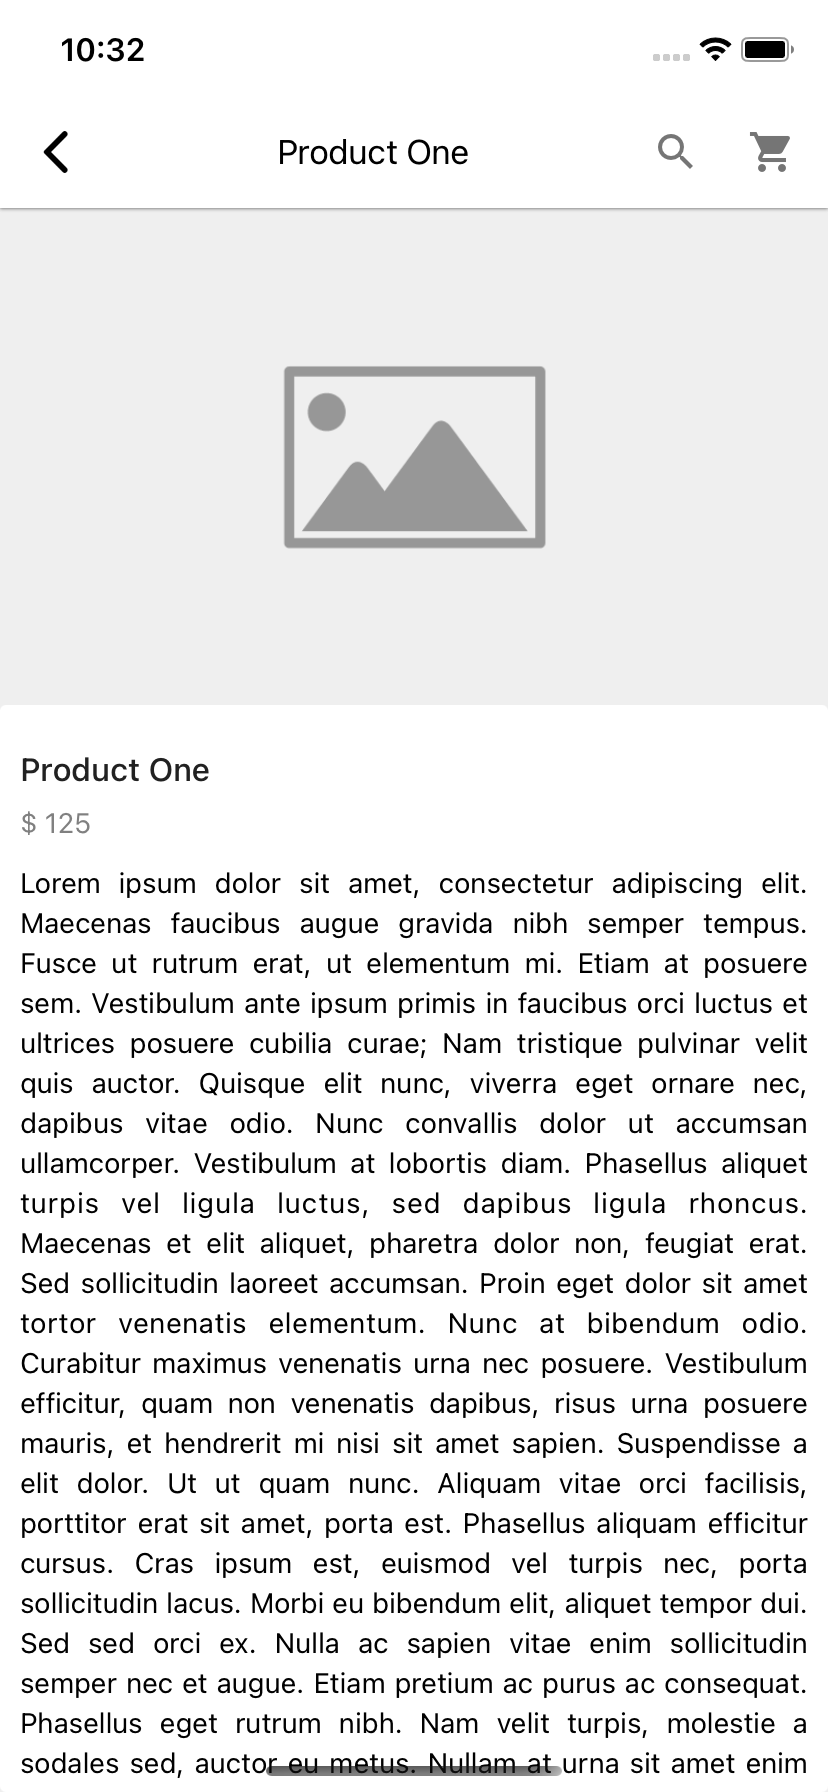 10:32
Product One
Product One
$ 125
Lorem ipsum dolor sit amet, consectetur adipiscing elit.
Maecenas faucibus augue gravida nibh semper tempus.
Fusce ut rutrum erat, ut elementum mi. Etiam at posuere
sem. Vestibulum ante ipsum primis in faucibus orci luctus et
ultrices posuere cubilia curae; Nam tristique pulvinar velit
quis auctor. Quisque elit nunc, viverra eget ornare nec,
dapibus vitae odio. Nunc convallis dolor ut accumsan
ullamcorper. Vestibulum at lobortis diam. Phasellus aliquet
turpis vel ligula luctus, sed dapibus ligula rhoncus.
Maecenas et elit aliquet, pharetra dolor non, feugiat erat.
Sed sollicitudin laoreet accumsan. Proin eget dolor sit amet
tortor venenatis elementum. Nunc at bibendum odio.
Curabitur maximus venenatis urna nec posuere. Vestibulum
efficitur, quam non venenatis dapibus, risus urna posuere
mauris, et hendrerit mi nisi sit amet sapien. Suspendisse a
elit dolor. Ut ut quam nunc. Aliquam vitae orci facilisis,
porttitor erat sit amet, porta est. Phasellus aliquam efficitur
cursus. Cras ipsum est, euismod vel turpis nec, porta
sollicitudin lacus. Morbi eu bibendum elit, aliquet tempor dui.
Sed sed orci ex. Nulla ac sapien vitae enim sollicitudin
semper nec et augue. Etiam pretium ac purus ac consequat.
Phasellus eget rutrum nibh. Nam velit turpis, molestie a
sodales sed, auctor eu metus. Nullam at urna sit amet enim